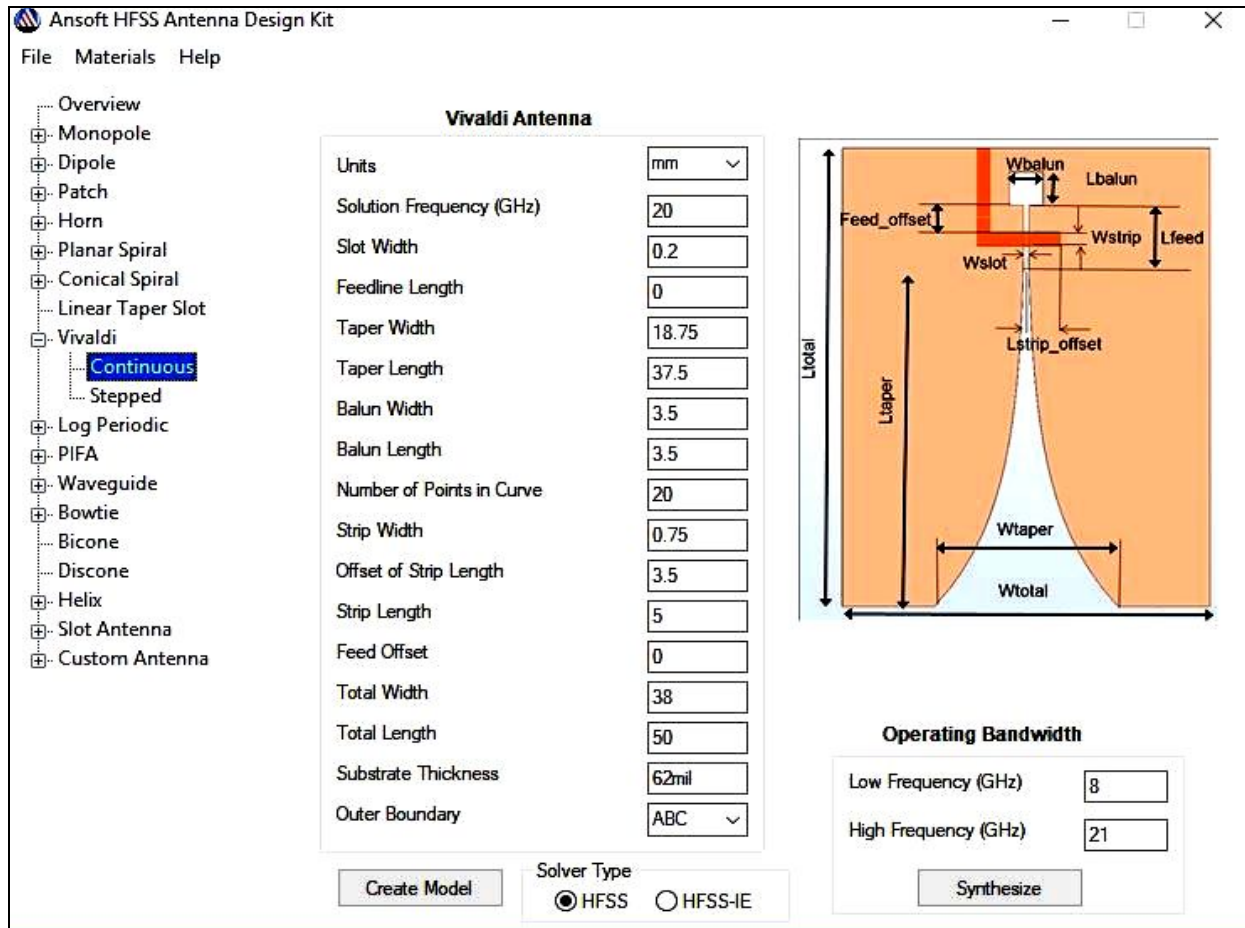 Ansoft HFSS Antenna Design Kit
File Materials Help
Overview
Monopole
Dipole
Patch
Horn
Planar Spiral
Conical Spiral
Linear Taper Slot
Vivaldi
Continuous
Stepped
Log Periodic
PIFA
Waveguide
Bowtie
Bicone
Discone
Helix
Slot Antenna
Custom Antenna
Vivaldi Antenna
Units mm
Solution Frequency (GHz) 20
Slot Width 0.2
Feedline Length 0
Taper Width 18.75
Taper Length 37.5
Balun Width 3.5
Balun Length 3.5
Number of Points in Curve 20
Strip Width 0.75
Offset of Strip Length 3.5
Strip Length 5
Feed Offset 0
Total Width 38
Total Length 50
Substrate Thickness 62mil
Outer Boundary ABC
Create Model
Solver Type
HFSS HFSS-IE
Wbalun
Lbalun
Feed_offset
Wstrip Lfeed
Wslot
Lstrip_offset
Ltotal
Ltaper
Wtaper
Wtotal
Operating Bandwidth
Low Frequency (GHz) 8
High Frequency (GHz) 21
Synthesize